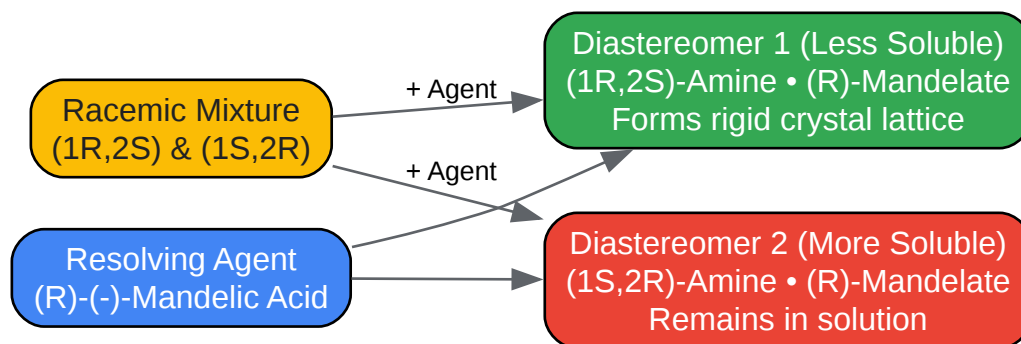 Racemic Mixture
(1R,2S) & (1S,2R)
Resolving Agent
(R)-(-)-Mandelic Acid
+ Agent
+ Agent
Diastereomer 1 (Less Soluble)
(1R,2S)-Amine • (R)-Mandelate
Forms rigid crystal lattice
Diastereomer 2 (More Soluble)
(1S,2R)-Amine • (R)-Mandelate
Remains in solution